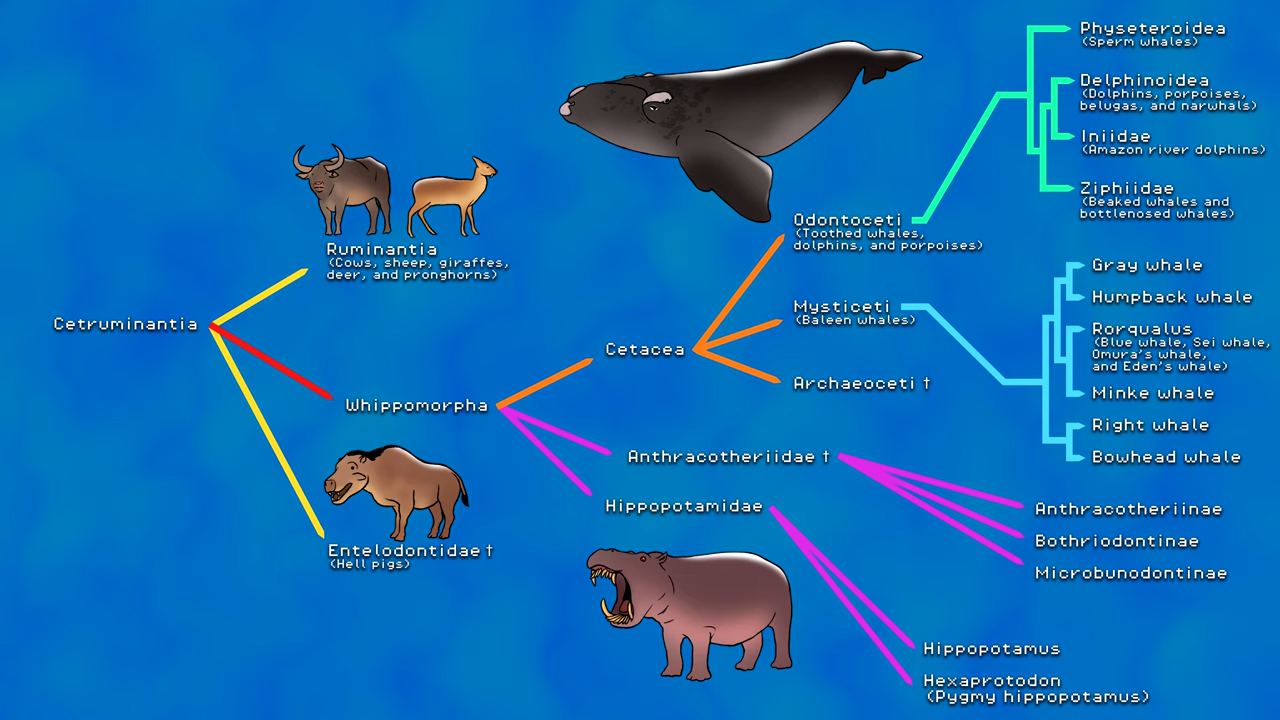 Cetruminantia
Ruminantia
(Cows, sheep, giraffes,
deer, and pronghorns)
Whippomorpha
Entelodontidae †
(Hell pigs)
Cetacea
Anthracotheriidae †
Hippopotamidae
Odontoceti
(Toothed whales,
dolphins, and porpoises)
Mysticeti
(Baleen whales)
Archaeoceti †
Physeteroidea
(Sperm whales)
Delphinoidea
(Dolphins, porpoises,
belugas, and narwhals)
Iniidae
(Amazon river dolphins)
Ziphiidae
(Beaked whales and
bottlenosed whales)
Gray whale
Humpback whale
Rorqualus
(Blue whale, Sei whale,
Omura's whale,
and Eden's whale)
Minke whale
Right whale
Bowhead whale
Anthracotheriinae
Bothriodontinae
Microbunodontinae
Hippopotamus
Hexaprotodon
(Pygmy hippopotamus)